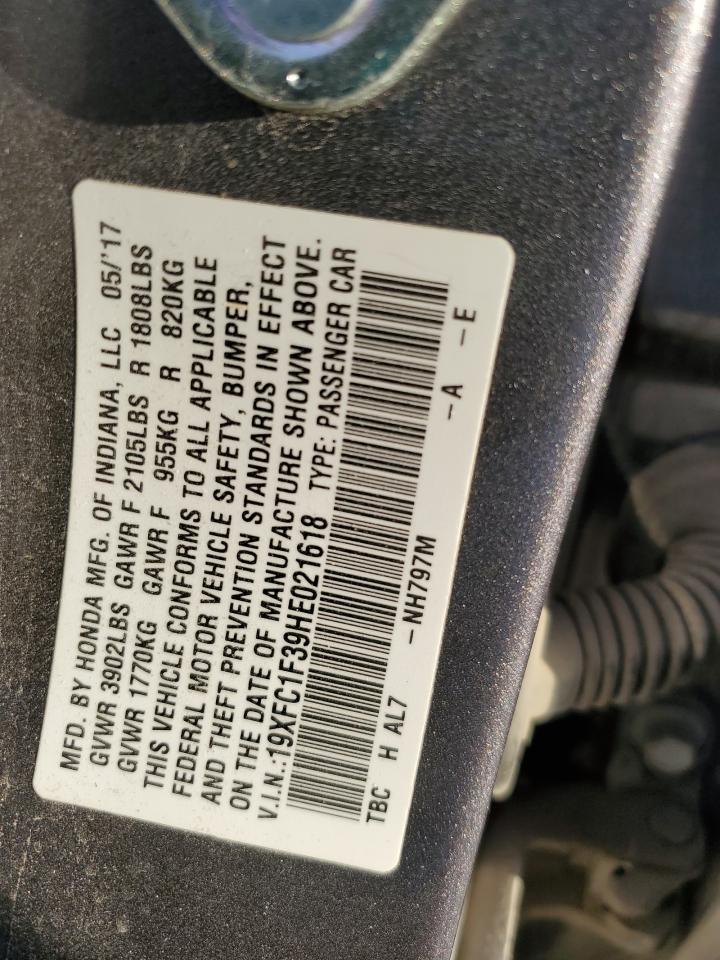 MFD. BY HONDA MFG. OF INDIANA, LLC 05/'17
GVWR 3902LBS GAWR F 2105LBS R 1808LBS
GVWR 1770KG GAWR F 955KG R 820KG
THIS VEHICLE CONFORMS TO ALL APPLICABLE
FEDERAL MOTOR VEHICLE SAFETY, BUMPER,
AND THEFT PREVENTION STANDARDS IN EFFECT
ON THE DATE OF MANUFACTURE SHOWN ABOVE.
V.I.N.:19XFC1F39HE021618 TYPE: PASSENGER CAR
TBC H AL7 -NH797M -A -E